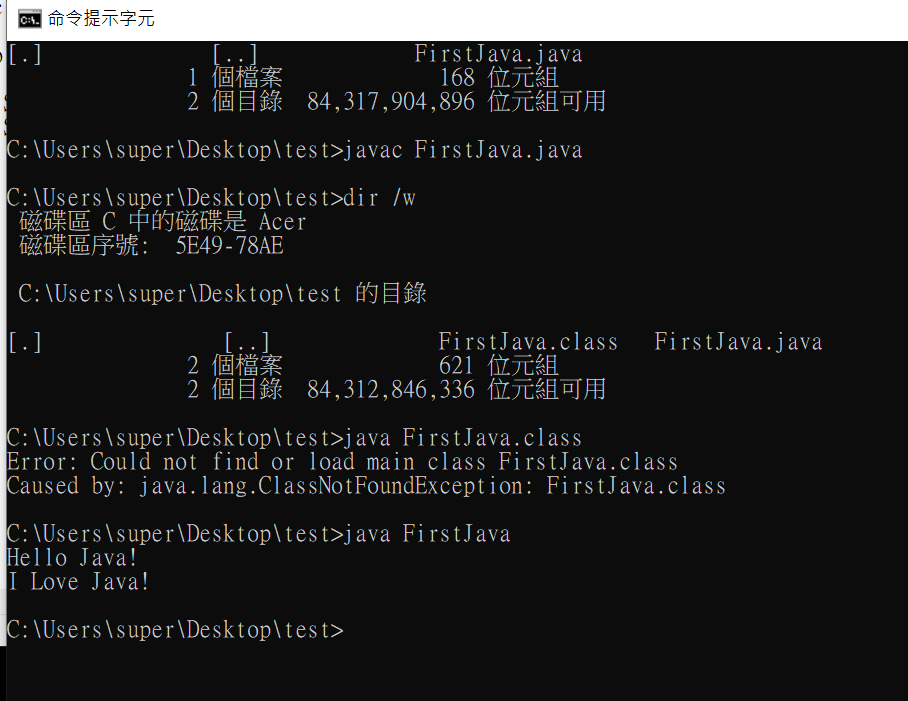 命令提示字元
[.] [..] FirstJava.java
1 個檔案 168 位元組
2 個目錄 84,317,904,896 位元組可用
C:\Users\super\Desktop\test>javac FirstJava.java
C:\Users\super\Desktop\test>dir /w
磁碟區 C 中的磁碟是 Acer
磁碟區序號: 5E49-78AE
C:\Users\super\Desktop\test 的目錄
[.] [..] FirstJava.class FirstJava.java
2 個檔案 621 位元組
2 個目錄 84,312,846,336 位元組可用
C:\Users\super\Desktop\test>java FirstJava.class
Error: Could not find or load main class FirstJava.class
Caused by: java.lang.ClassNotFoundException: FirstJava.class
C:\Users\super\Desktop\test>java FirstJava
Hello Java!
I Love Java!
C:\Users\super\Desktop\test>